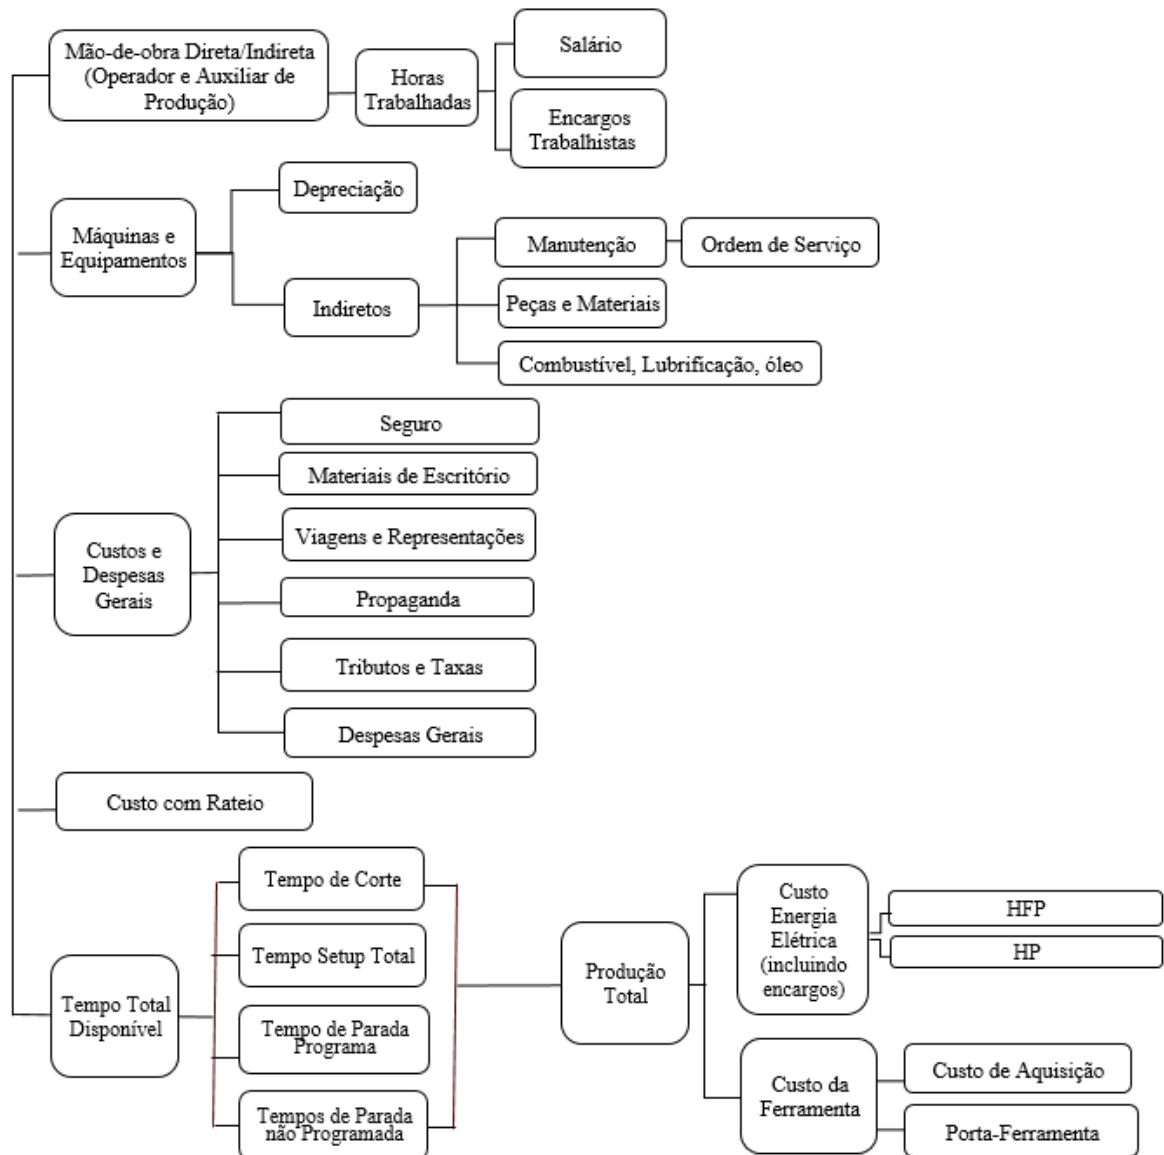 Mão-de-obra Direta/Indireta
(Operador e Auxiliar de
Produção)
Horas
Trabalhadas
Salário
Encargos
Trabalhistas
Máquinas e
Equipamentos
Depreciação
Indiretos
Manutenção
Ordem de Serviço
Peças e Materiais
Combustível, Lubrificação, óleo
Custos e
Despesas
Gerais
Seguro
Materiais de Escritório
Viagens e Representações
Propaganda
Tributos e Taxas
Despesas Gerais
Custo com Rateio
Tempo Total
Disponível
Tempo de Corte
Tempo Setup Total
Tempo de Parada
Programa
Tempos de Parada
não Programada
Produção
Total
Custo
Energia
Elétrica
(incluindo
encargos)
HFP
HP
Custo da
Ferramenta
Custo de Aquisição
Porta-Ferramenta